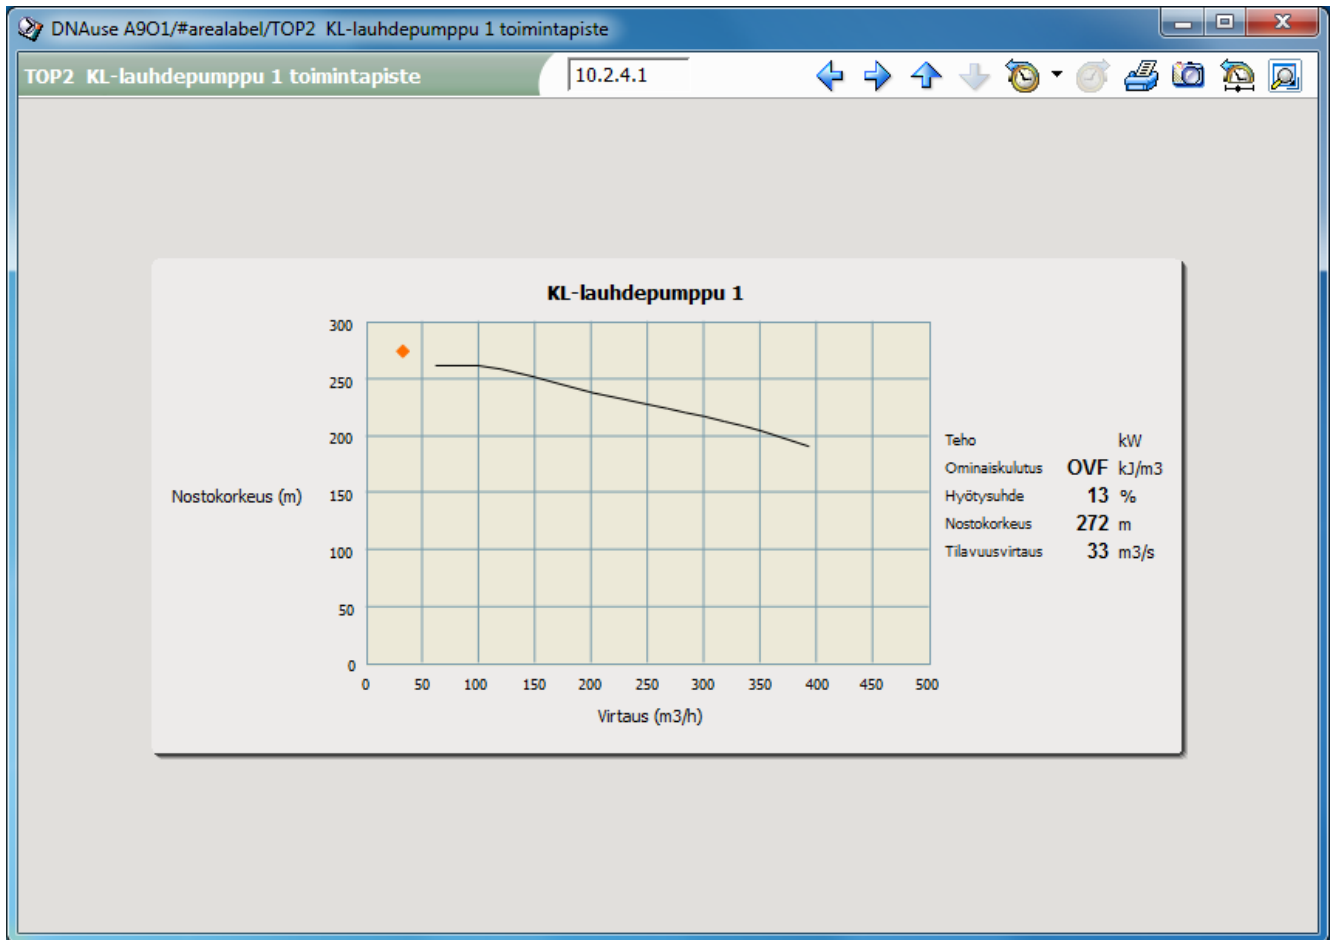 DNAuse A9O1/#arealabel/TOP2 KL-lauhdepumppu 1 toimintapiste
TOP2 KL-lauhdepumppu 1 toimintapiste 10.2.4.1
KL-lauhdepumppu 1
300
250
200
Nostokorkeus (m) 150
100
50
0
0 50 100 150 200 250 300 350 400 450 500
Virtaus (m3/h)
Teho kW
Ominaiskulutus OVF kJ/m3
Hyötysuhde 13 %
Nostokorkeus 272 m
Tilavuusvirtaus 33 m3/s